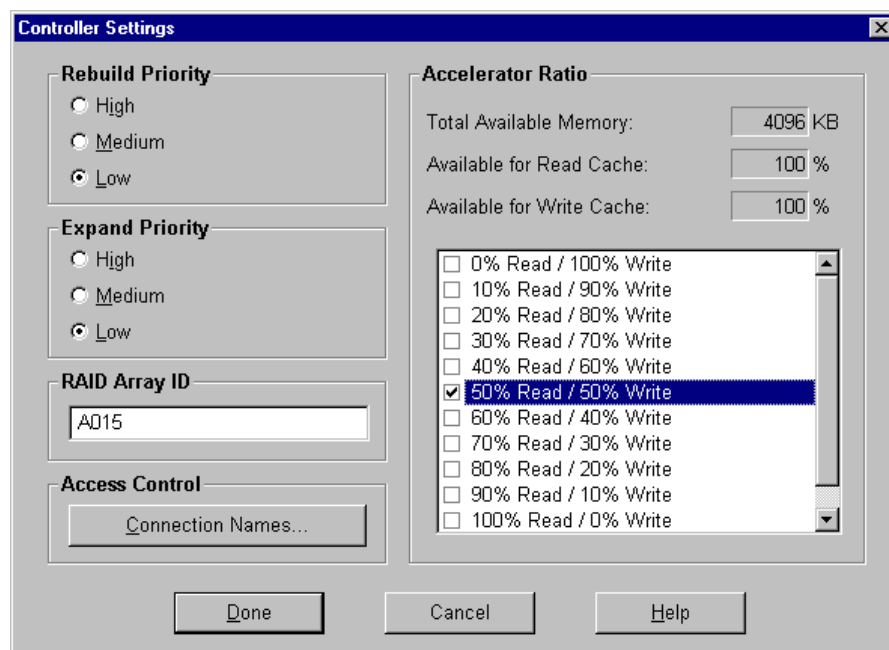 Controller Settings
Rebuild Priority
High
Medium
Low
Expand Priority
High
Medium
Low
RAID Array ID
A015
Access Control
Connection Names...
Accelerator Ratio
Total Available Memory: 4096 KB
Available for Read Cache: 100 %
Available for Write Cache: 100 %
0% Read / 100% Write
10% Read / 90% Write
20% Read / 80% Write
30% Read / 70% Write
40% Read / 60% Write
50% Read / 50% Write
60% Read / 40% Write
70% Read / 30% Write
80% Read / 20% Write
90% Read / 10% Write
100% Read / 0% Write
Done Cancel Help